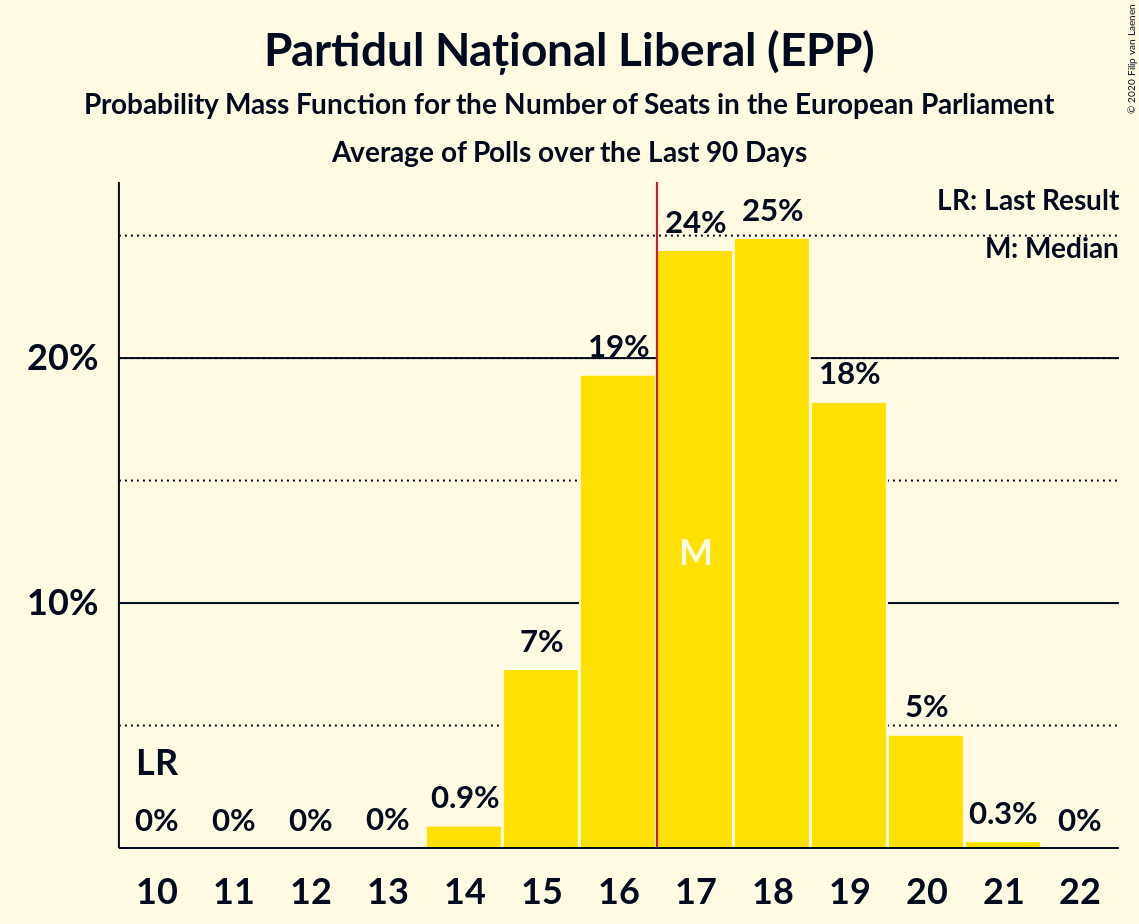 Partidul Național Liberal (EPP)
Probability Mass Function for the Number of Seats in the European Parliament
Average of Polls over the Last 90 Days
© 2020 Filip van Laenen
LR: Last Result
M: Median
20%
10%
LR
M
0%
0%
0%
0%
0.9%
7%
19%
24%
25%
18%
5%
0.3%
0%
10 11 12 13 14 15 16 17 18 19 20 21 22